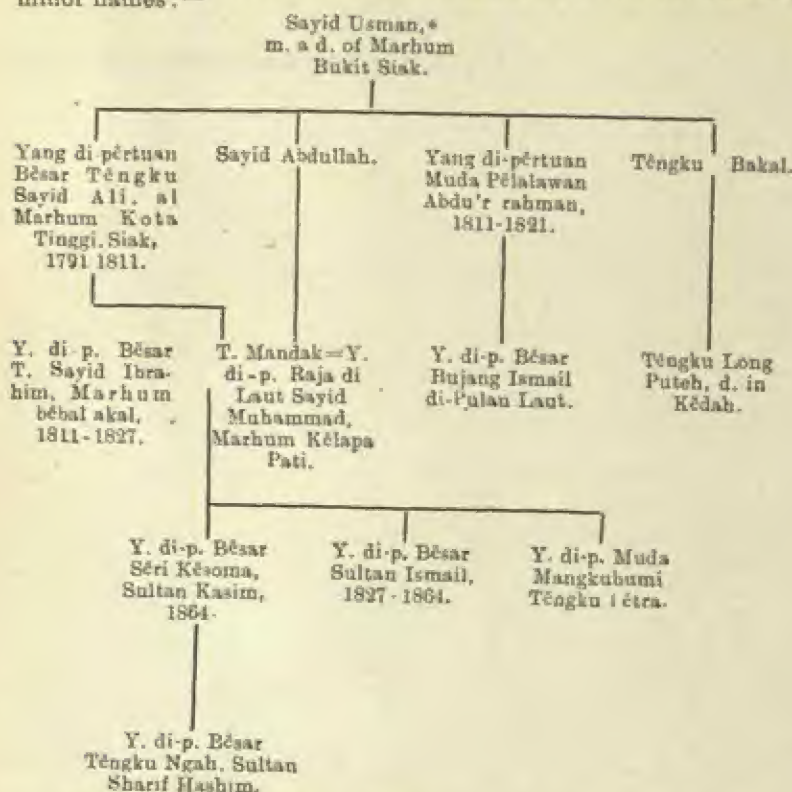 minor names:—
Sayid Usman,*
m. a d. of Marhum
Bukit Siak.
Yang di pĕrtuan
Bĕsar Tĕngku
Sayid Ali, al
Marhum Kota
Tinggi, Siak,
1791 1811.
Sayid Abdullah.
Yang di-pĕrtuan
Muda Pĕlalawan
Abdu'r rahman,
1811-1821.
Tĕngku Bakal.
Y. di p. Bĕsar
T. Sayid Ibra-
him, Marhum
bĕbal akal,
1811-1827.
T. Mandak=Y.
di-p. Raja di
Laut Sayid
Muhammad,
Marhum Kĕlapa
Pati.
Y. di-p. Bĕsar
Bujang Ismail
di-Pulau Laut.
Tĕngku Long
Puteh, d. in
Kĕdah.
Y. di-p. Bĕsar
Sĕri Kĕsoma,
Sultan Kasim,
1864-
Y. di-p. Bĕsar
Sultan Ismail,
1827-1864.
Y. di-p. Muda
Mangkubumi
Tĕngku
Y. di-p. Bĕsar
Tĕngku Ngah, Sultan
Sharif Hashim.